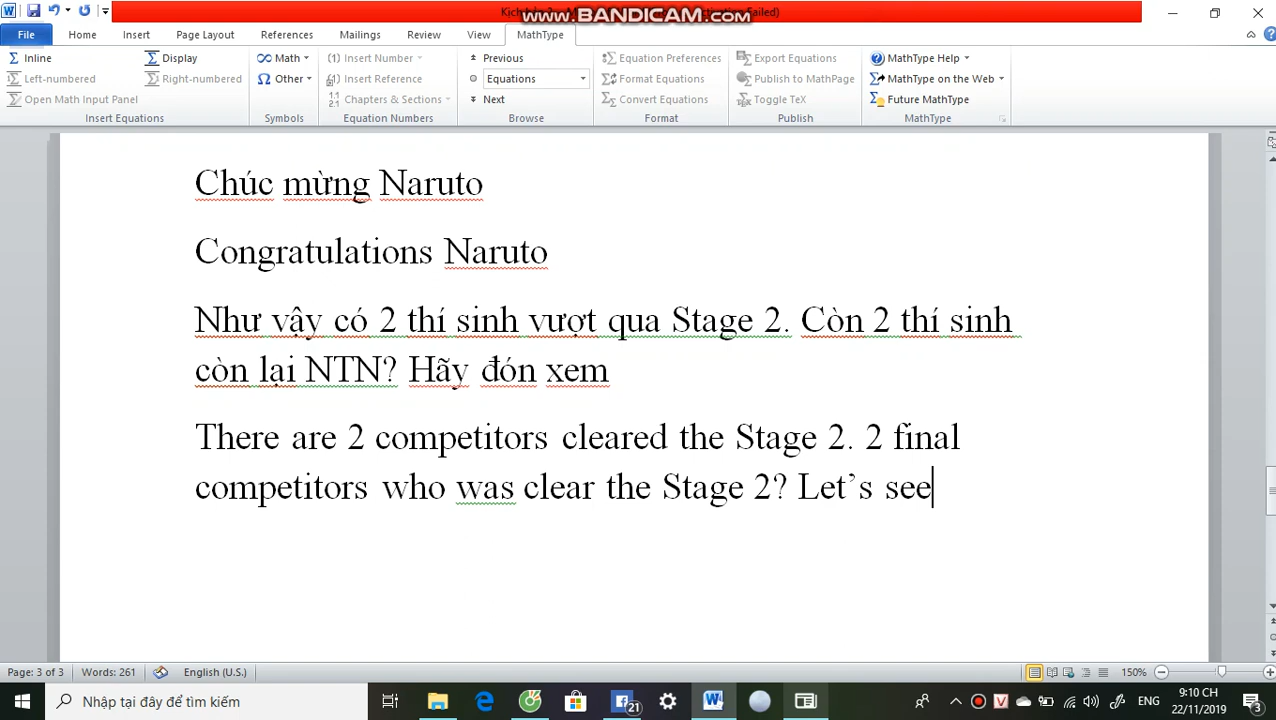 www.BANDICAM.com
File Home Insert Page Layout References Mailings Review View MathType
Inline Display Math Insert Number Previous Equation Preferences Export Equations MathType Help
Left-numbered Right-numbered Other Insert Reference Equations Format Equations Publish to MathPage MathType on the Web
Open Math Input Panel Chapters & Sections Next Convert Equations Toggle TeX Future MathType
Insert Equations Symbols Equation Numbers Browse Format Publish MathType
Chúc mừng Naruto
Congratulations Naruto
Như vậy có 2 thí sinh vượt qua Stage 2. Còn 2 thí sinh
còn lại NTN? Hãy đón xem
There are 2 competitors cleared the Stage 2. 2 final
competitors who was clear the Stage 2? Let’s see
Page: 3 of 3 Words: 261 English (U.S.) 150%
Nhập tại đây để tìm kiếm 21 ENG 9:10 CH
22/11/2019 3